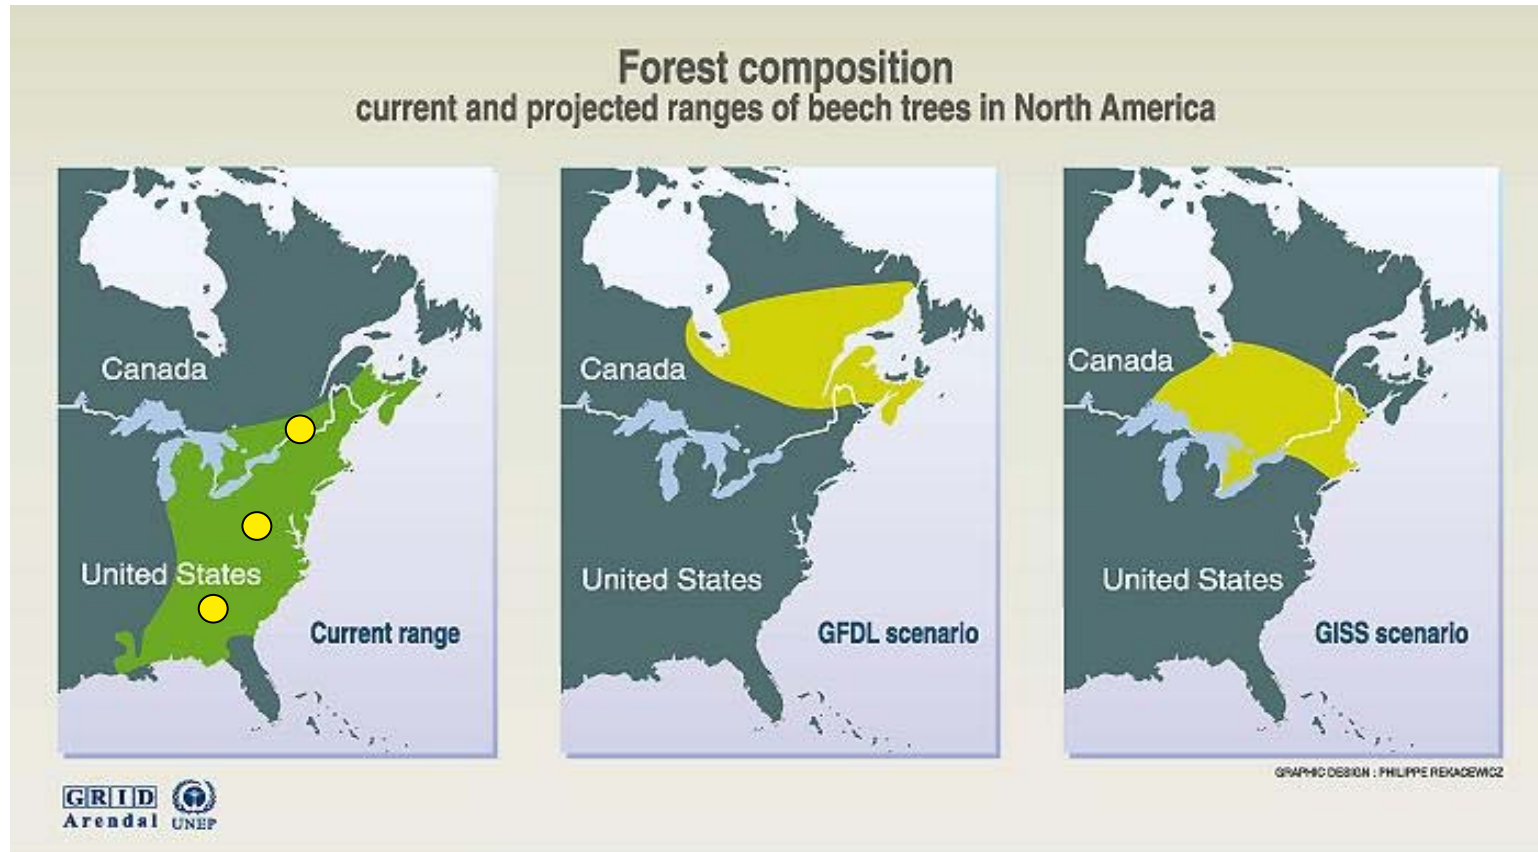 Forest composition
current and projected ranges of beech trees in North America
Canada
United States
Current range
Canada
United States
GFDL scenario
Canada
United States
GISS scenario
GRAPHIC DESIGN : PHILIPPE REKACEWICZ
GRID
Arendal
UNEP